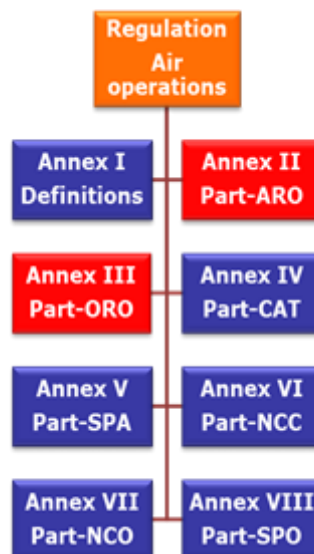 Regulation
Air
operations
Annex I
Definitions
Annex II
Part-ARO
Annex III
Part-ORO
Annex IV
Part-CAT
Annex V
Part-SPA
Annex VI
Part-NCC
Annex VII
Part-NCO
Annex VIII
Part-SPO